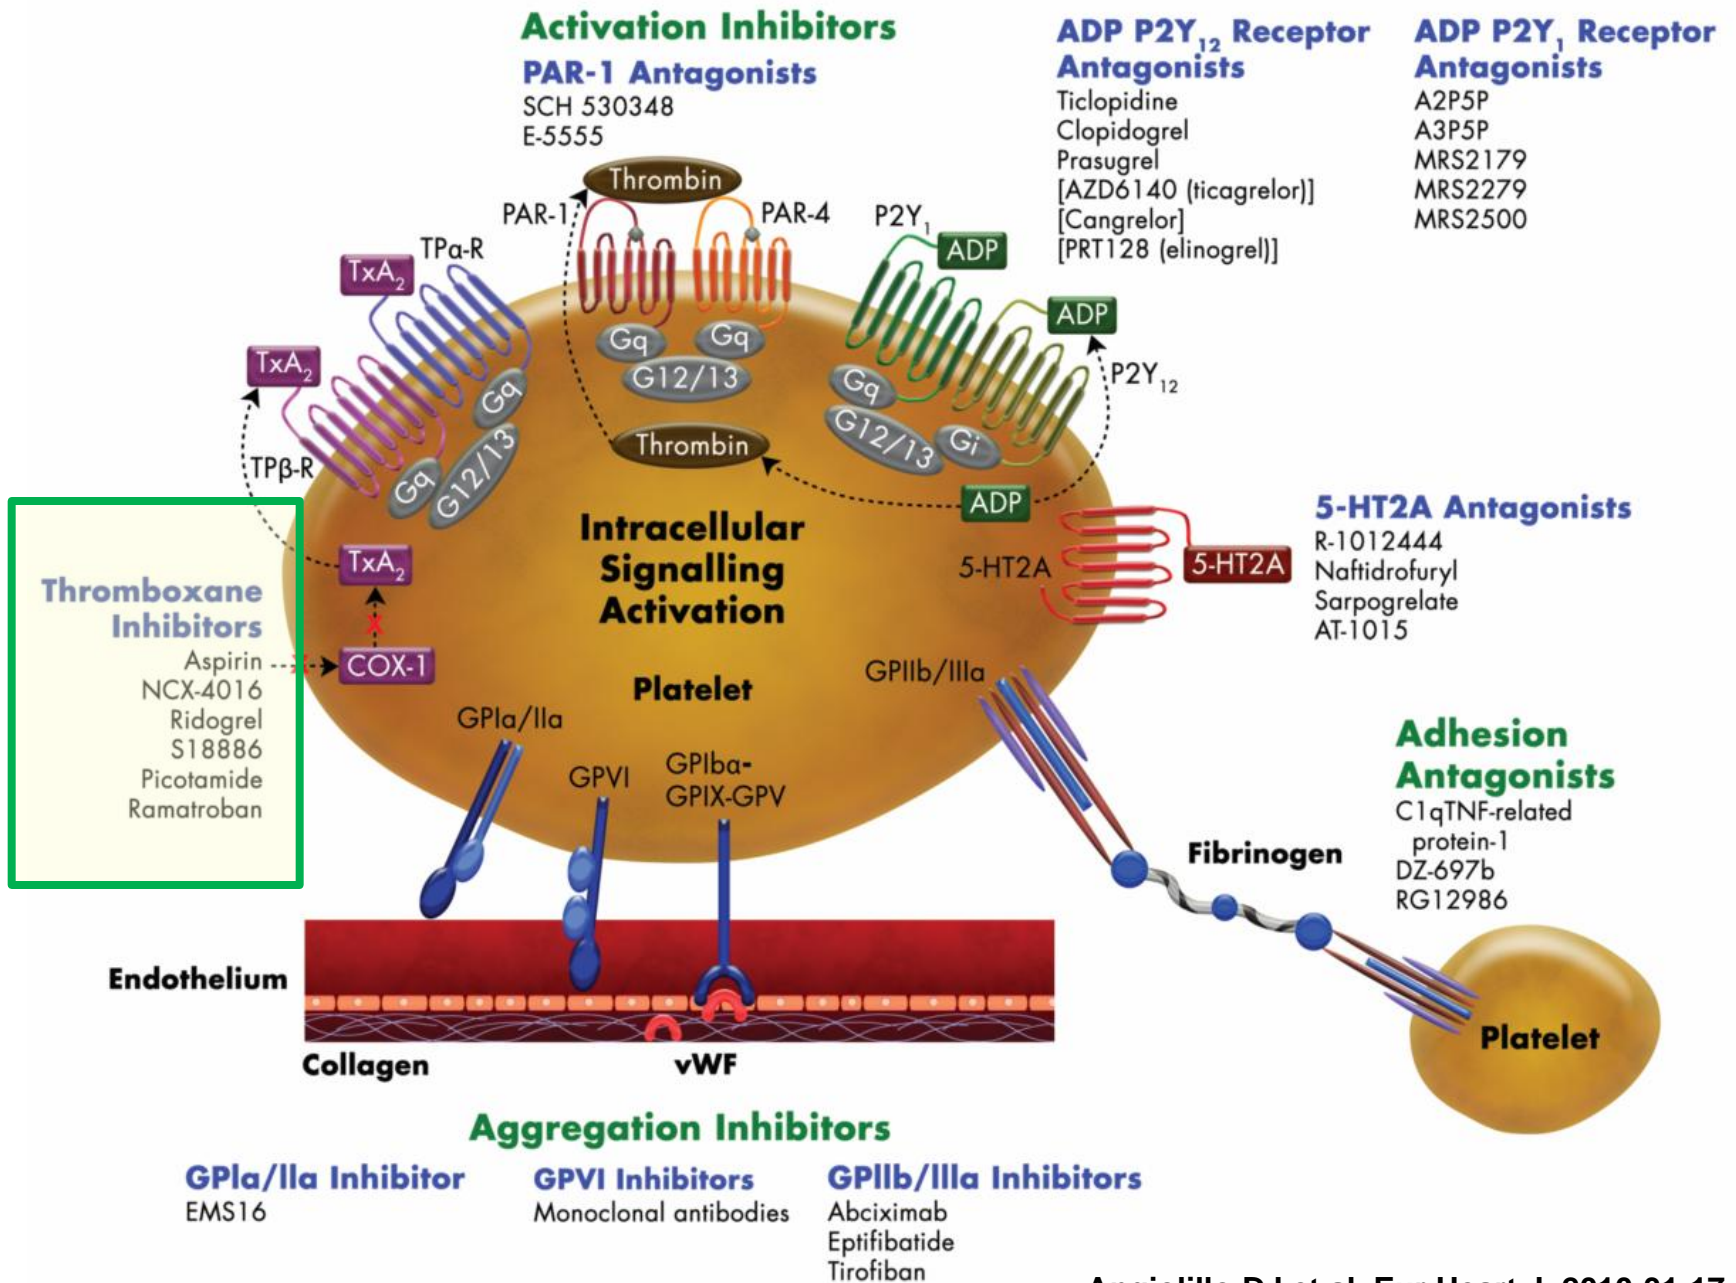 Activation Inhibitors
PAR-1 Antagonists
SCH 530348
E-5555
ADP P2Y12 Receptor
Antagonists
Ticlopidine
Clopidogrel
Prasugrel
[AZD6140 (ticagrelor)]
[Cangrelor]
[PRT128 (elinogrel)]
ADP P2Y1 Receptor
Antagonists
A2P5P
A3P5P
MRS2179
MRS2279
MRS2500
Thrombin
PAR-1
PAR-4
P2Y1
ADP
TPα-R
TxA2
ADP
TxA2
Gq
Gq
G12/13
P2Y12
Gq
Gq
G12/13
Gi
Thrombin
TPβ-R
Gq
G12/13
ADP
Intracellular
Signalling
Activation
5-HT2A
5-HT2A
5-HT2A Antagonists
R-1012444
Naftidrofuryl
Sarpogrelate
AT-1015
TxA2
Thromboxane
Inhibitors
Aspirin
NCX-4016
Ridogrel
S18886
Picotamide
Ramatroban
COX-1
Platelet
GPIIb/IIIa
GPIa/IIa
GPVI
GPIbα-
GPIX-GPV
Adhesion
Antagonists
C1qTNF-related
protein-1
DZ-697b
RG12986
Fibrinogen
Endothelium
Platelet
Collagen
vWF
Aggregation Inhibitors
GPla/lla Inhibitor
EMS16
GPVI Inhibitors
Monoclonal antibodies
GPllb/llla Inhibitors
Abciximab
Eptifibatide
Tirofiban